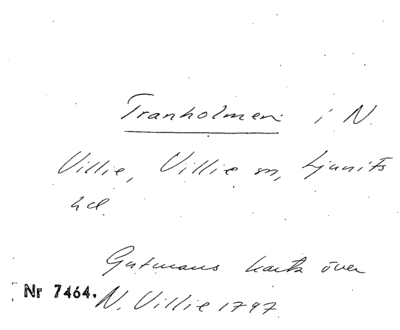 Tranholmen i N.
Villie, Villie sn, Ljunits
hd.
Gutmans karta över
Nr 7464. N. Villie 1797